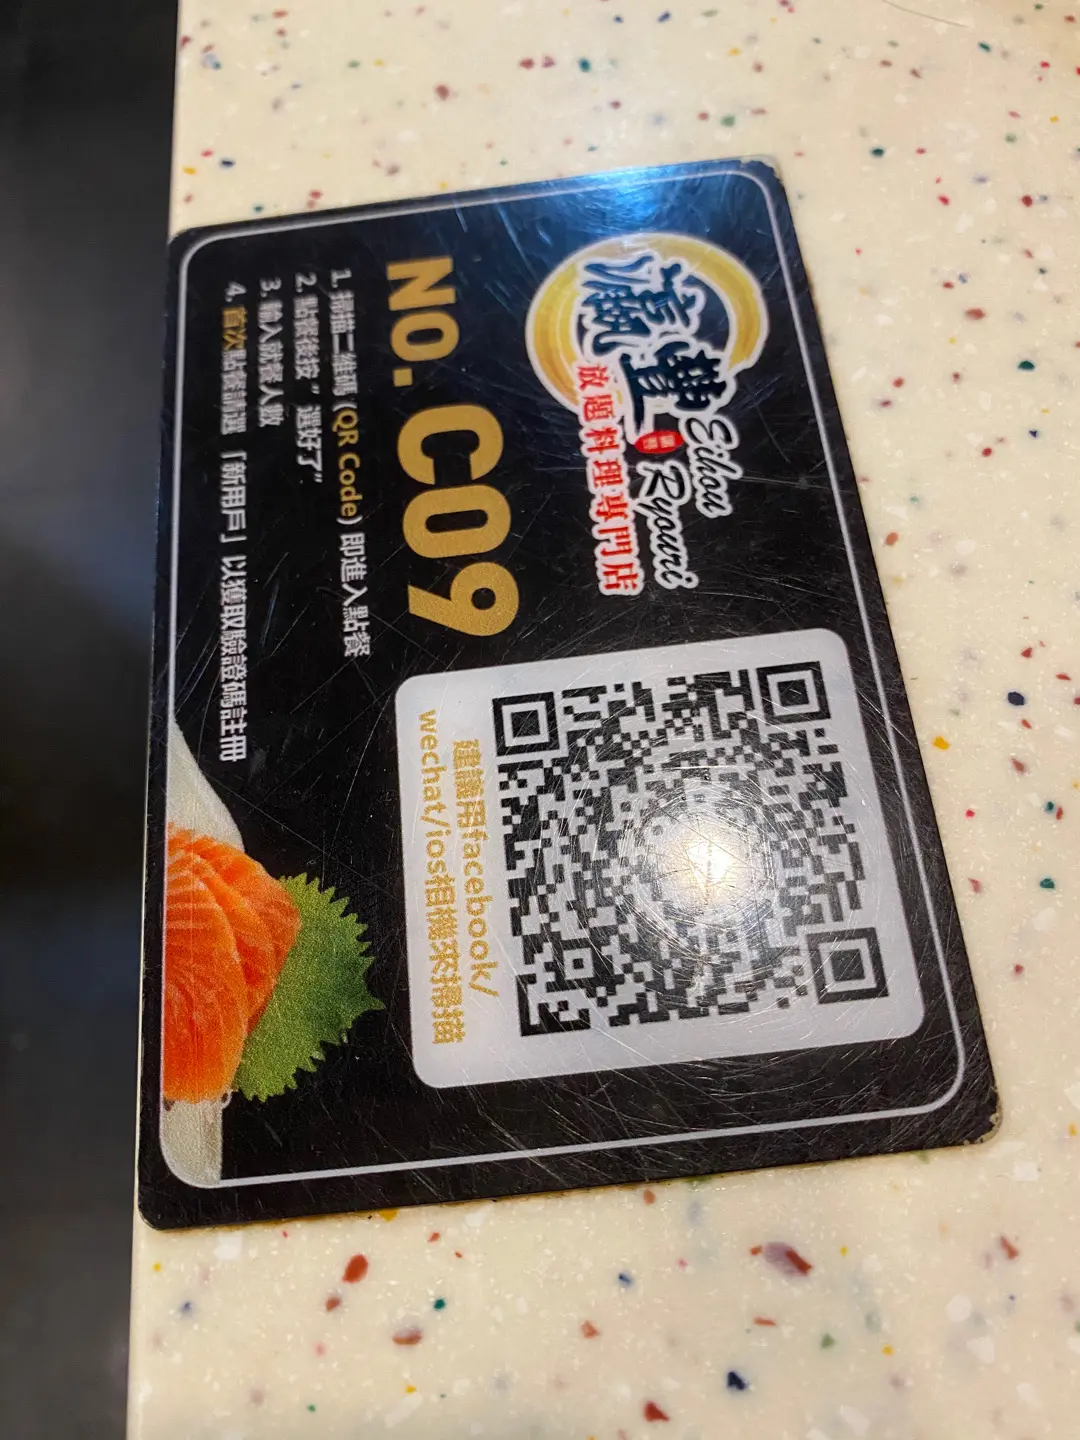 瀛豐
Eihou Ryouri
放題料理專門店
NO. C09
1. 掃描二維碼 (QR Code) 即進入點餐
2. 點餐後按 " 選好了"
3. 輸入就餐人數
4. 首次點餐請選 「新用戶」 以獲取驗證碼註冊
建議用facebook/
wechat/ios相機來掃描